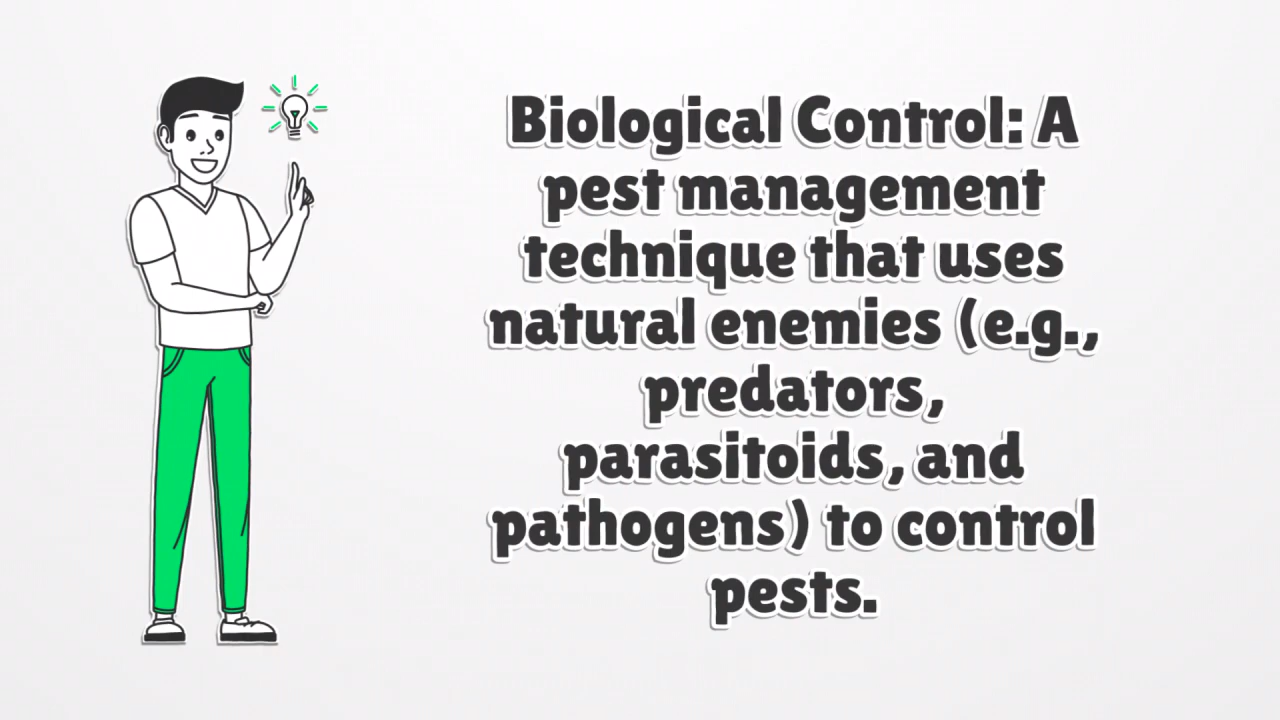 Biological Control: A
pest management
technique that uses
natural enemies (e.g.,
predators,
parasitoids, and
pathogens) to control
pests.